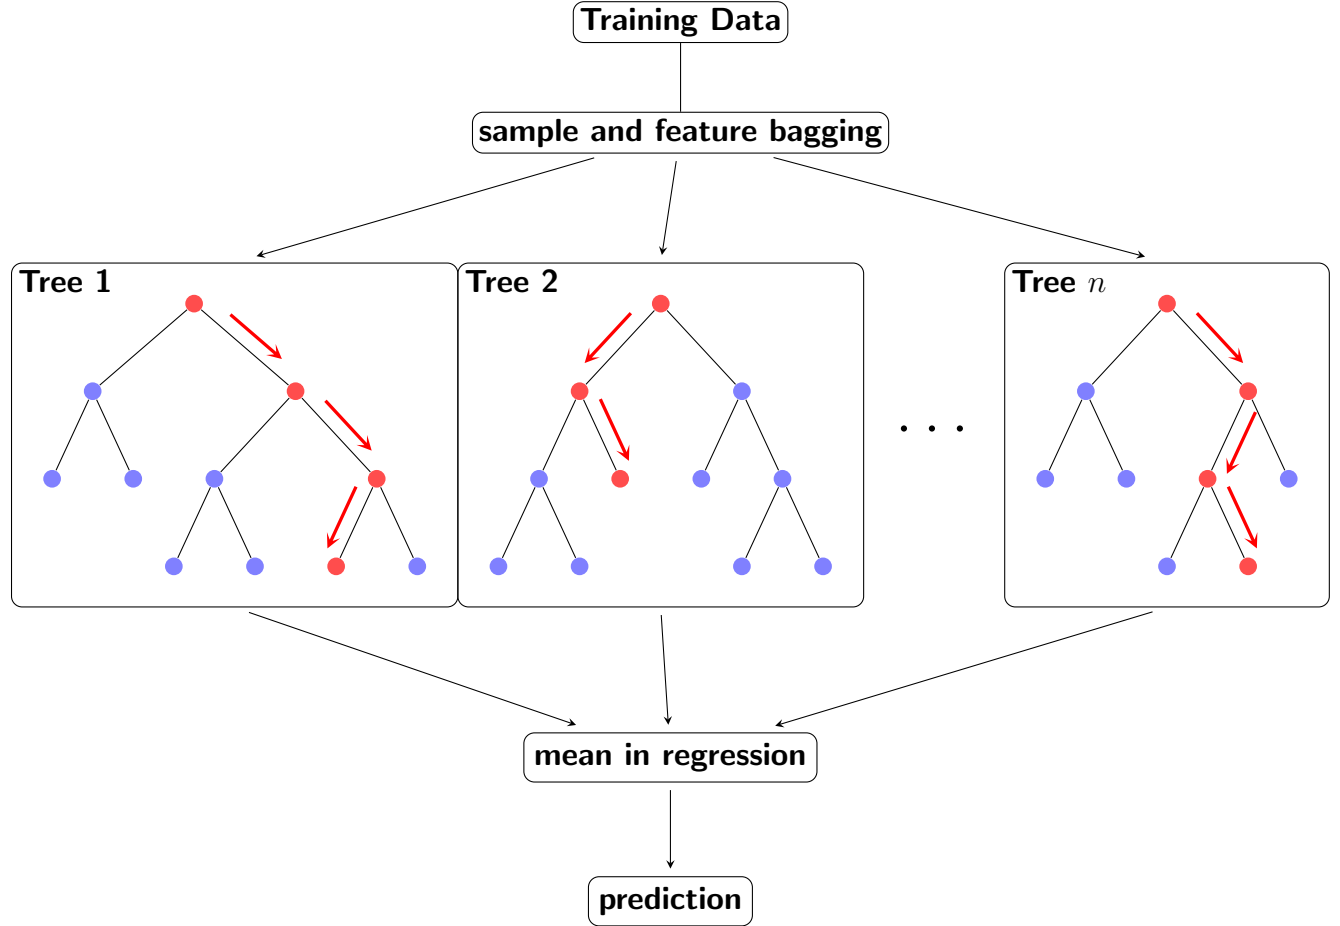 Training Data
sample and feature bagging
Tree 1
Tree 2
Tree n
. . .
mean in regression
prediction